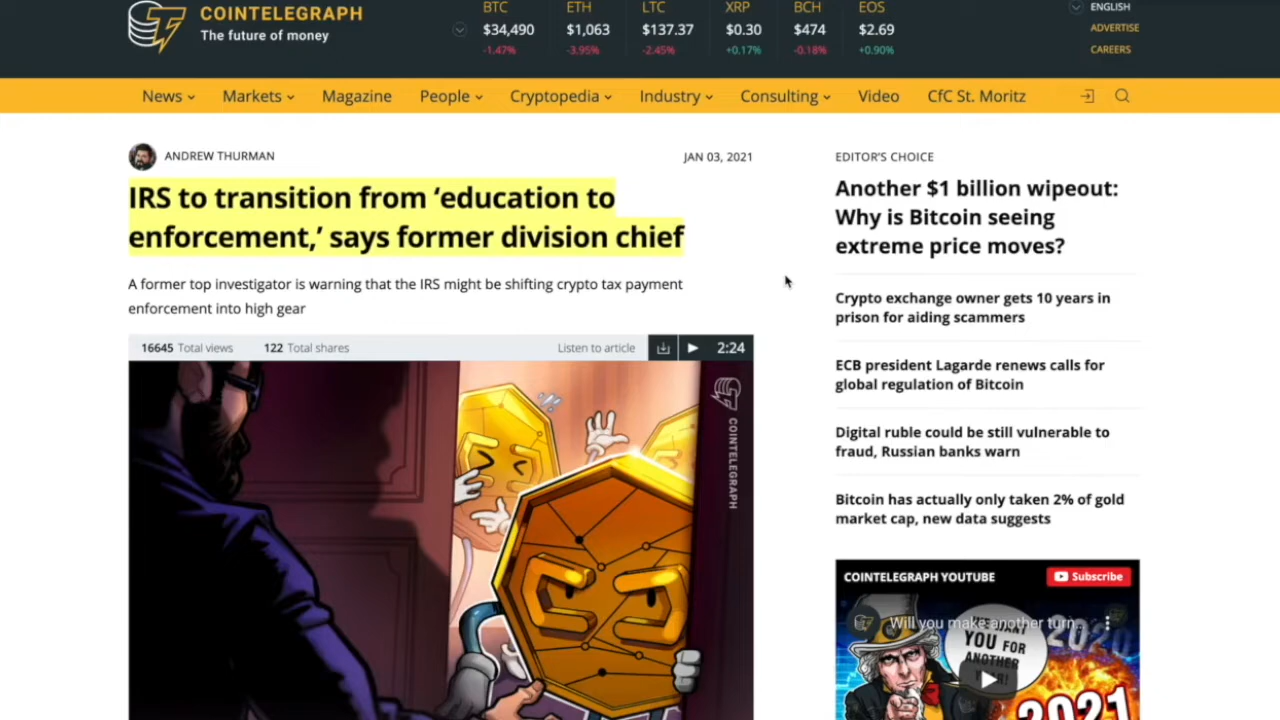 COINTELEGRAPH
The future of money
BTC ETH LTC XRP BCH EOS
$34,490 $1,063 $137.37 $0.30 $474 $2.69
-1.47% -3.95% -2.45% +0.17% -0.18% +0.90%
ENGLISH
ADVERTISE
CAREERS
News Markets Magazine People Cryptopedia Industry Consulting Video CfC St. Moritz
ANDREW THURMAN
JAN 03, 2021
IRS to transition from ‘education to
enforcement,’ says former division chief
A former top investigator is warning that the IRS might be shifting crypto tax payment
enforcement into high gear
16645 Total views 122 Total shares Listen to article 2:24
COINTELEGRAPH
EDITOR’S CHOICE
Another $1 billion wipeout:
Why is Bitcoin seeing
extreme price moves?
Crypto exchange owner gets 10 years in
prison for aiding scammers
ECB president Lagarde renews calls for
global regulation of Bitcoin
Digital ruble could be still vulnerable to
fraud, Russian banks warn
Bitcoin has actually only taken 2% of gold
market cap, new data suggests
COINTELEGRAPH YOUTUBE Subscribe
Will you make another turn...
YOU FOR
ANOTHER
2020
2021